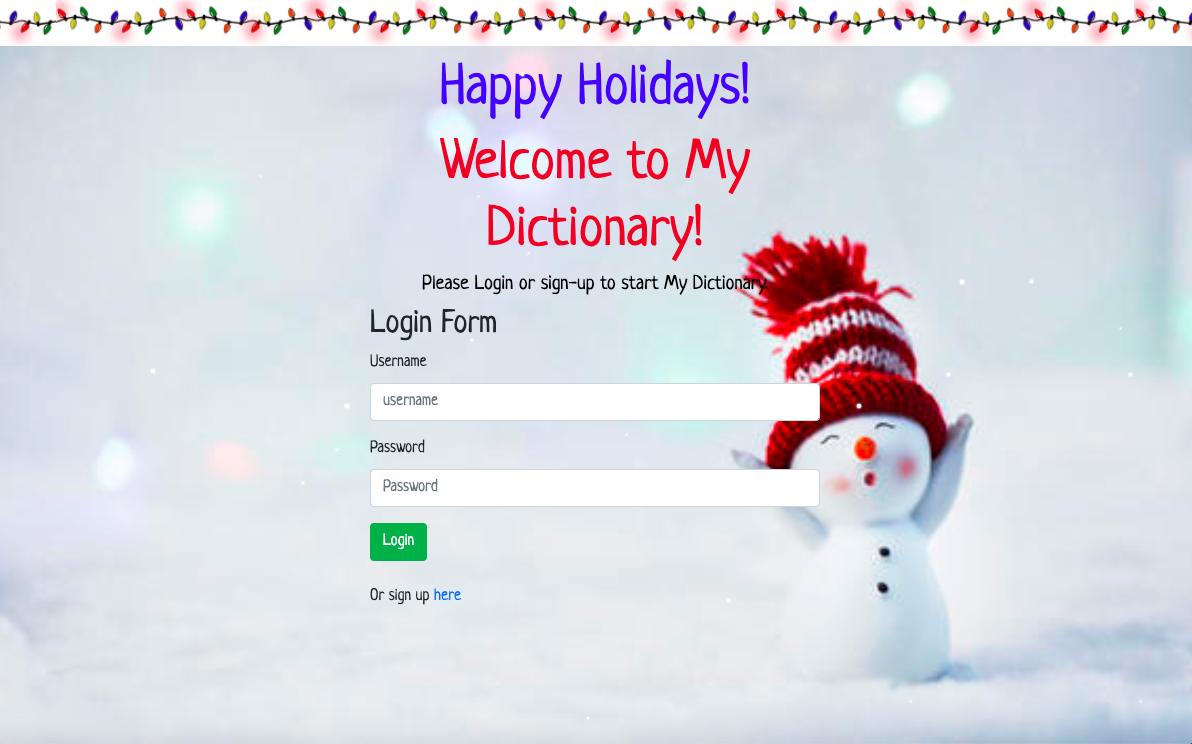 Happy Holidays!
Welcome to My
Dictionary!
Please Login or sign-up to start My Dictionary.
Login Form
Username
username
Password
Password
Login
Or sign up here